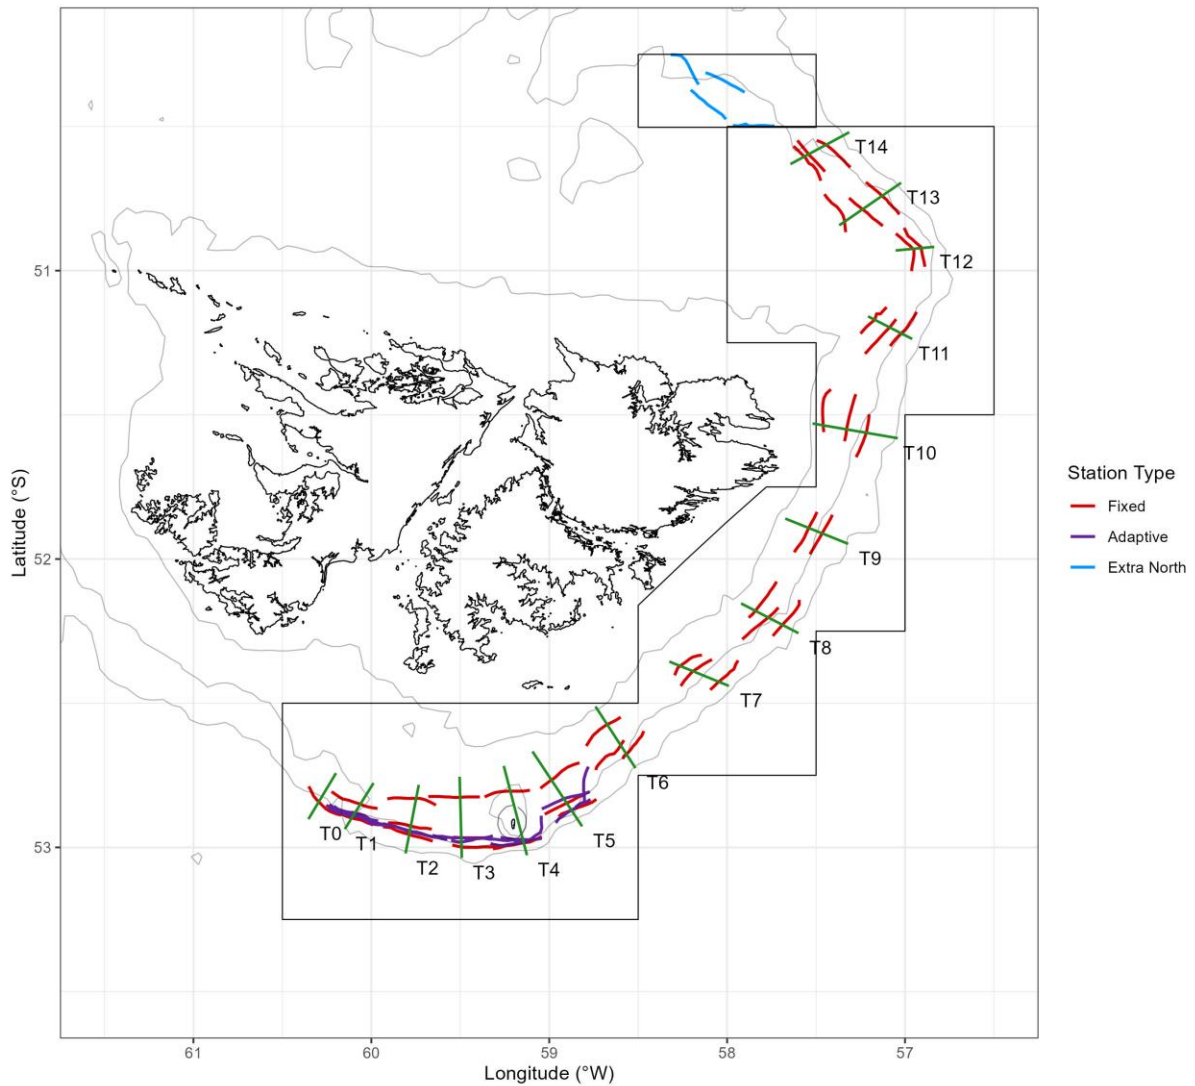 T14
T13
T12
51
T11
T10
T9
52
T8
T7
T6
T0
T1
T2
T3
T4
T5
53
61
60
59
58
57
Latitude (°S)
Longitude (°W)
Station Type
Fixed
Adaptive
Extra North